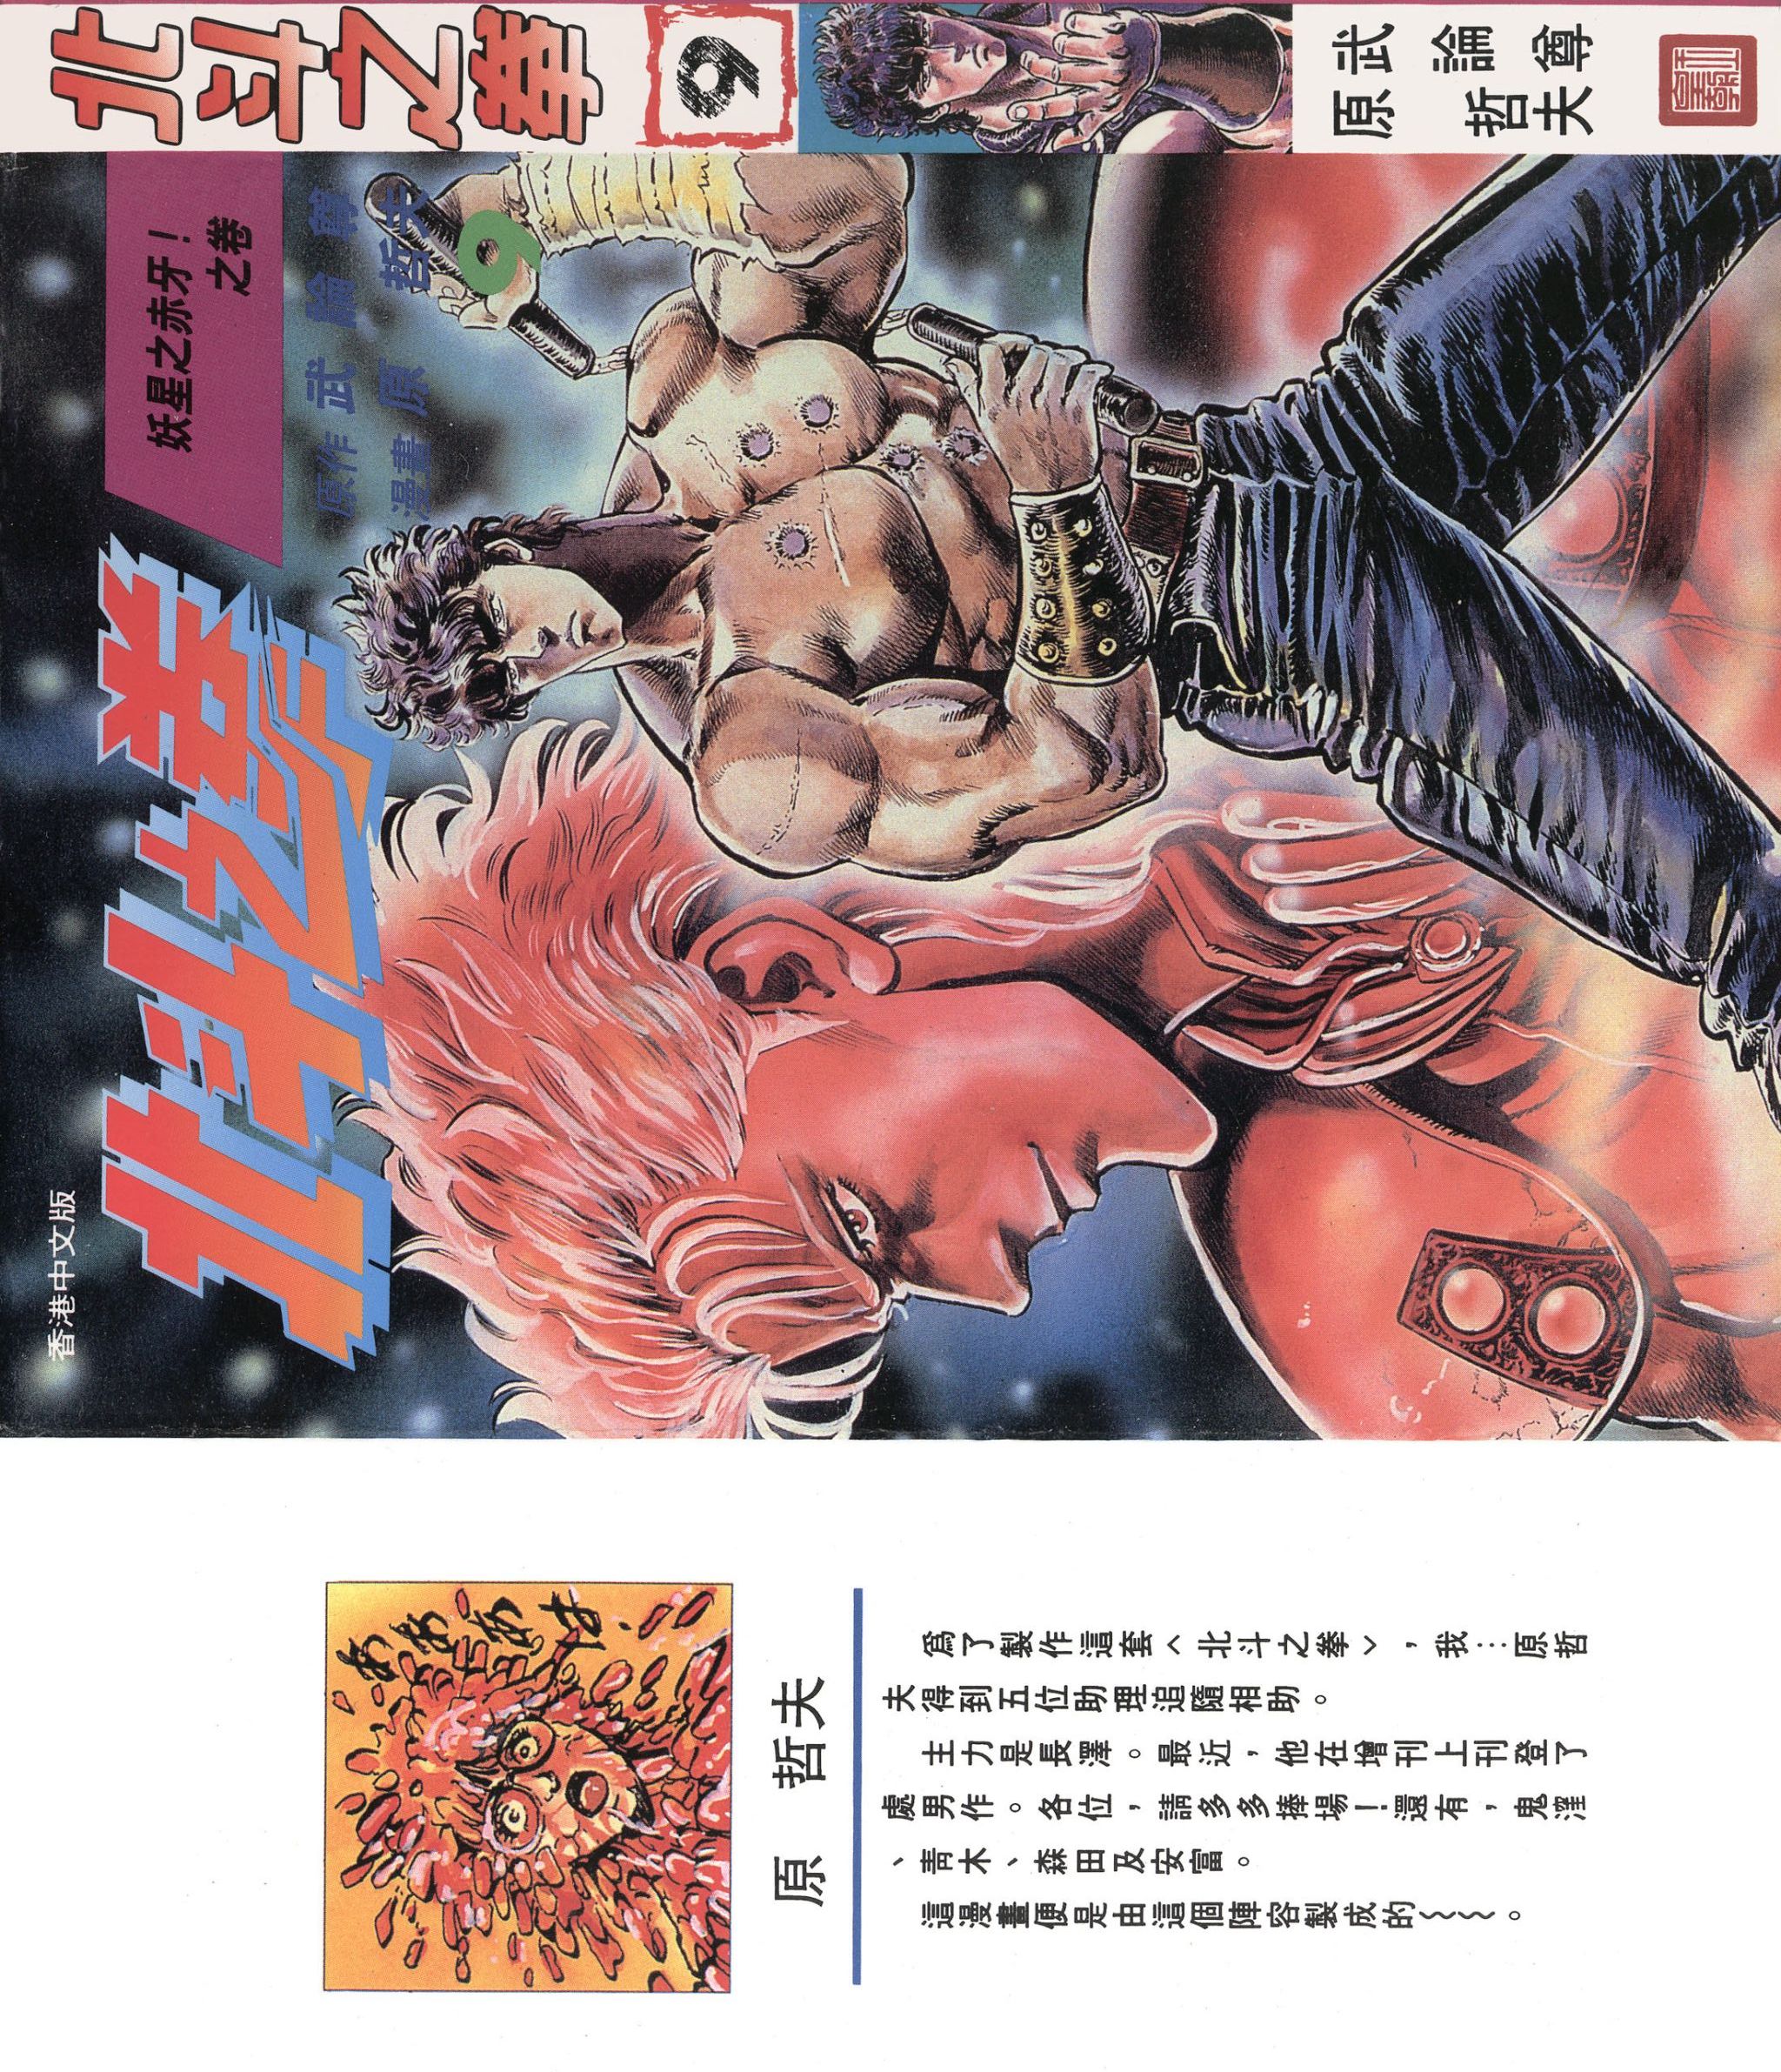 北斗之拳
9
武論尊
原哲夫
妖星之赤牙！
之卷
原作 武論尊
漫畫 原哲夫
9
北斗之拳
香港中文版
原 哲夫
爲了製作這套〈北斗之拳〉，我…原哲
夫得到五位助理追隨相助。
主力是長澤。最近，他在增刊上刊登了
處男作。各位，請多多捧場！還有，鬼窪
、靑木、森田及安富。
這漫畫便是由這個陣容製成的〜〜。